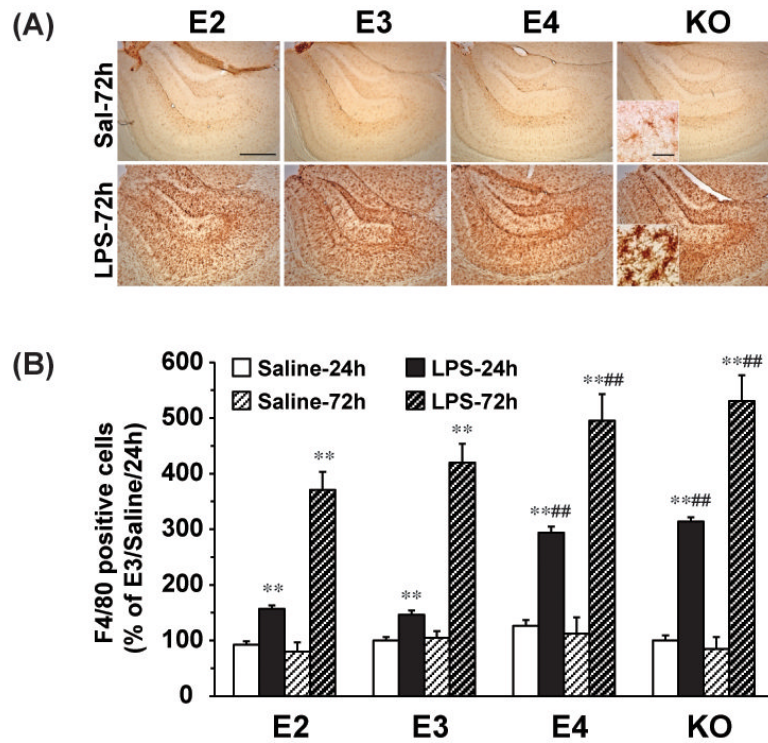 (A)
E2 E3 E4 KO
Sal-72h
LPS-72h
(B)
F4/80 positive cells
(% of E3/Saline/24h)
600
500
400
300
200
100
0
Saline-24h LPS-24h
Saline-72h LPS-72h
** **
** **
**## **##
**## **##
E2 E3 E4 KO